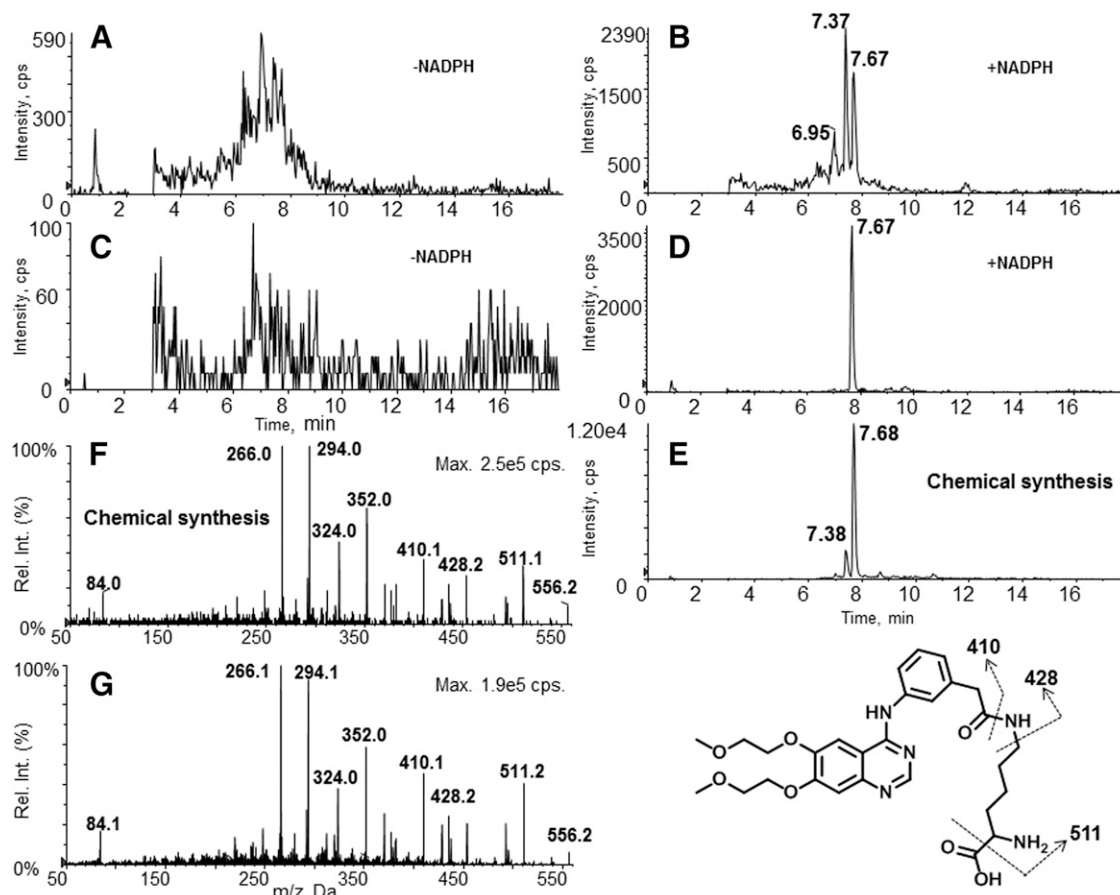 A
-NADPH
Intensity, cps
590
300
0
0 2 4 6 8 10 12 14 16
B
+NADPH
7.37
7.67
6.95
Intensity, cps
2390
1500
500
0
0 2 4 6 8 10 12 14 16
C
-NADPH
Intensity, cps
100
60
0
0 2 4 6 8 10 12 14 16
Time, min
D
+NADPH
7.67
Intensity, cps
3500
2000
0
0 2 4 6 8 10 12 14 16
F
Chemical synthesis
Max. 2.5e5 cps.
Rel. Int. (%)
100%
0%
84.0
266.0
294.0
324.0
352.0
410.1
428.2
511.1
556.2
50 150 250 350 450 550
E
Chemical synthesis
7.68
7.38
Intensity, cps
1.20e4
0
0 2 4 6 8 10 12 14 16
Time, min
G
Max. 1.9e5 cps.
Rel. Int. (%)
100%
0%
84.1
266.1
294.1
324.0
352.0
410.1
428.2
511.2
556.2
50 150 250 350 450 550
m/z, Da
410
428
HN
O
NH
O
O
N
O
O
N
O
NH2
OH
511